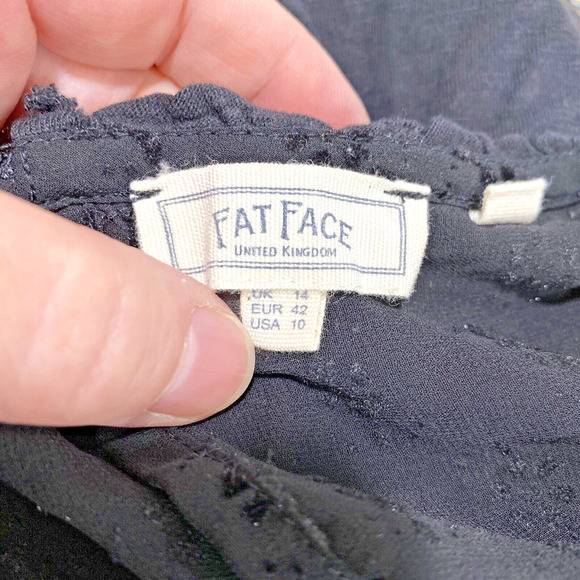 FAT FACE
UNITED KINGDOM
UK 14
EUR 42
USA 10